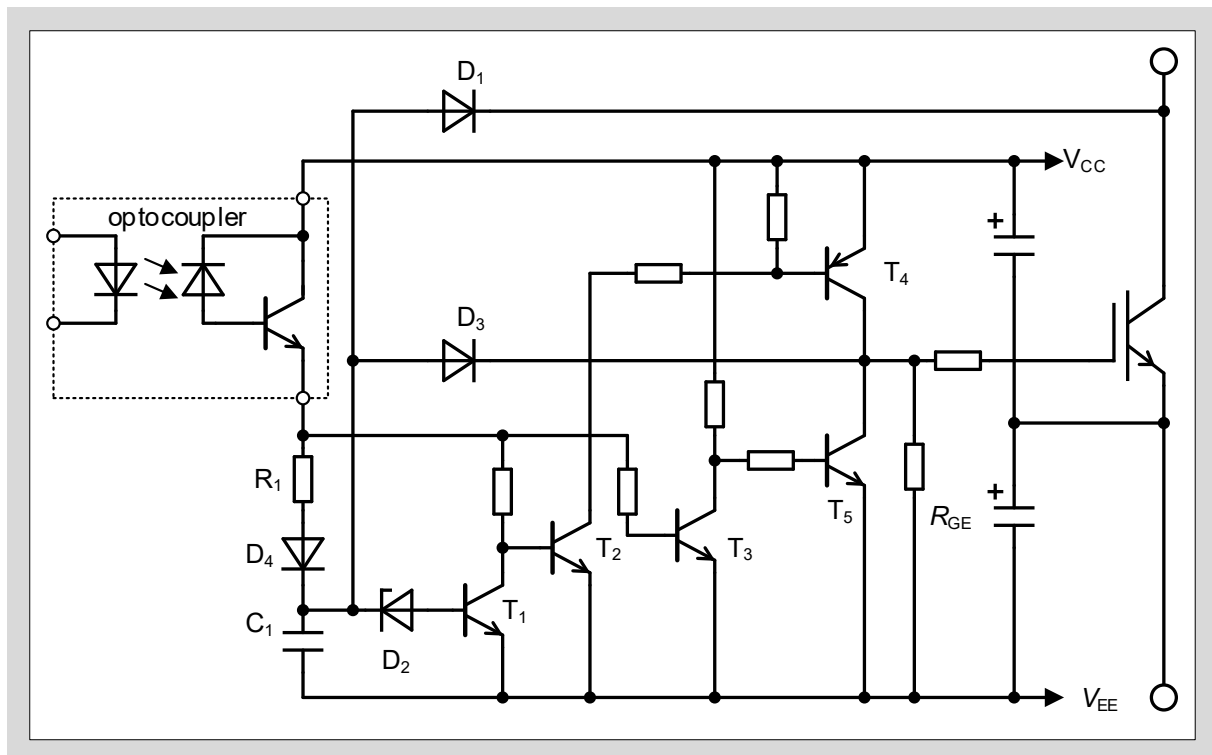 D1
VCC
optocoupler
T4
D3
R1
T5
RGE
D4
T2
T3
C1
T1
D2
VEE
+
+